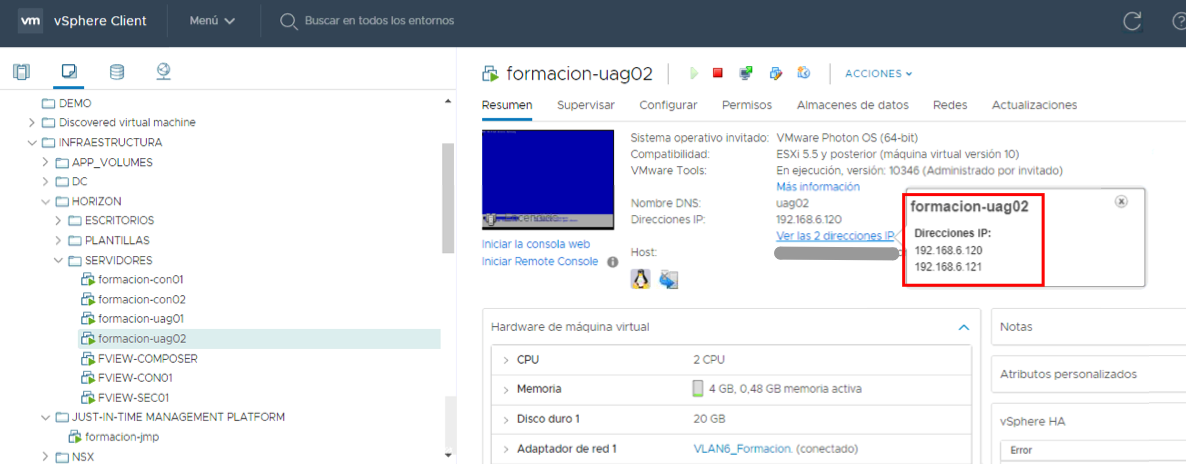 vm vSphere Client Menú Buscar en todos los entornos
DEMO
Discovered virtual machine
INFRAESTRUCTURA
APP_VOLUMES
DC
HORIZON
ESCRITORIOS
PLANTILLAS
SERVIDORES
formacion-con01
formacion-con02
formacion-uag01
formacion-uag02
FVIEW-COMPOSER
FVIEW-CON01
FVIEW-SEC01
JUST-IN-TIME MANAGEMENT PLATFORM
formacion-jmp
NSX
formacion-uag02 ACCIONES
Resumen Supervisar Configurar Permisos Almacenes de datos Redes Actualizaciones
Sistema operativo invitado: VMware Photon OS (64-bit)
Compatibilidad: ESXi 5.5 y posterior (máquina virtual versión 10)
VMware Tools: En ejecución, versión: 10346 (Administrado por invitado)
Más información
Nombre DNS: uag02
Direcciones IP: 192.168.6.120
Ver las 2 direcciones IP
Host:
Iniciar la consola web
Iniciar Remote Console
formacion-uag02
Direcciones IP:
192.168.6.120
192.168.6.121
Hardware de máquina virtual
CPU 2 CPU
Memoria 4 GB, 0,48 GB memoria activa
Disco duro 1 20 GB
Adaptador de red 1 VLAN6_Formacion. (conectado)
Notas
Atributos personalizados
vSphere HA
Error